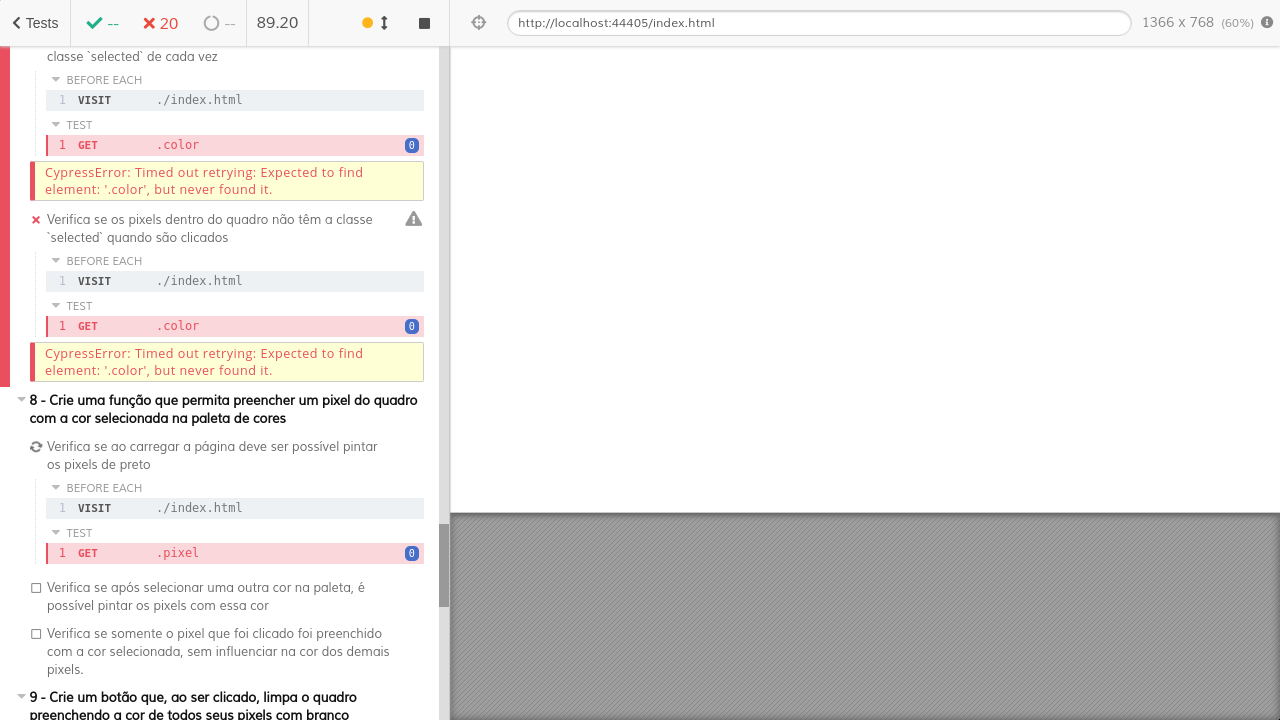 Tests -- 20 -- 89.20 http://localhost:44405/index.html 1366 x 768 (60%)
classe `selected` de cada vez
BEFORE EACH
1 VISIT ./index.html
TEST
1 GET .color 0
CypressError: Timed out retrying: Expected to find
element: '.color', but never found it.
Verifica se os pixels dentro do quadro não têm a classe
`selected` quando são clicados
BEFORE EACH
1 VISIT ./index.html
TEST
1 GET .color 0
CypressError: Timed out retrying: Expected to find
element: '.color', but never found it.
8 - Crie uma função que permita preencher um pixel do quadro
com a cor selecionada na paleta de cores
Verifica se ao carregar a página deve ser possível pintar
os pixels de preto
BEFORE EACH
1 VISIT ./index.html
TEST
1 GET .pixel 0
Verifica se após selecionar uma outra cor na paleta, é
possível pintar os pixels com essa cor
Verifica se somente o pixel que foi clicado foi preenchido
com a cor selecionada, sem influenciar na cor dos demais
pixels.
9 - Crie um botão que, ao ser clicado, limpa o quadro
preenchendo a cor de todos seus pixels com branco